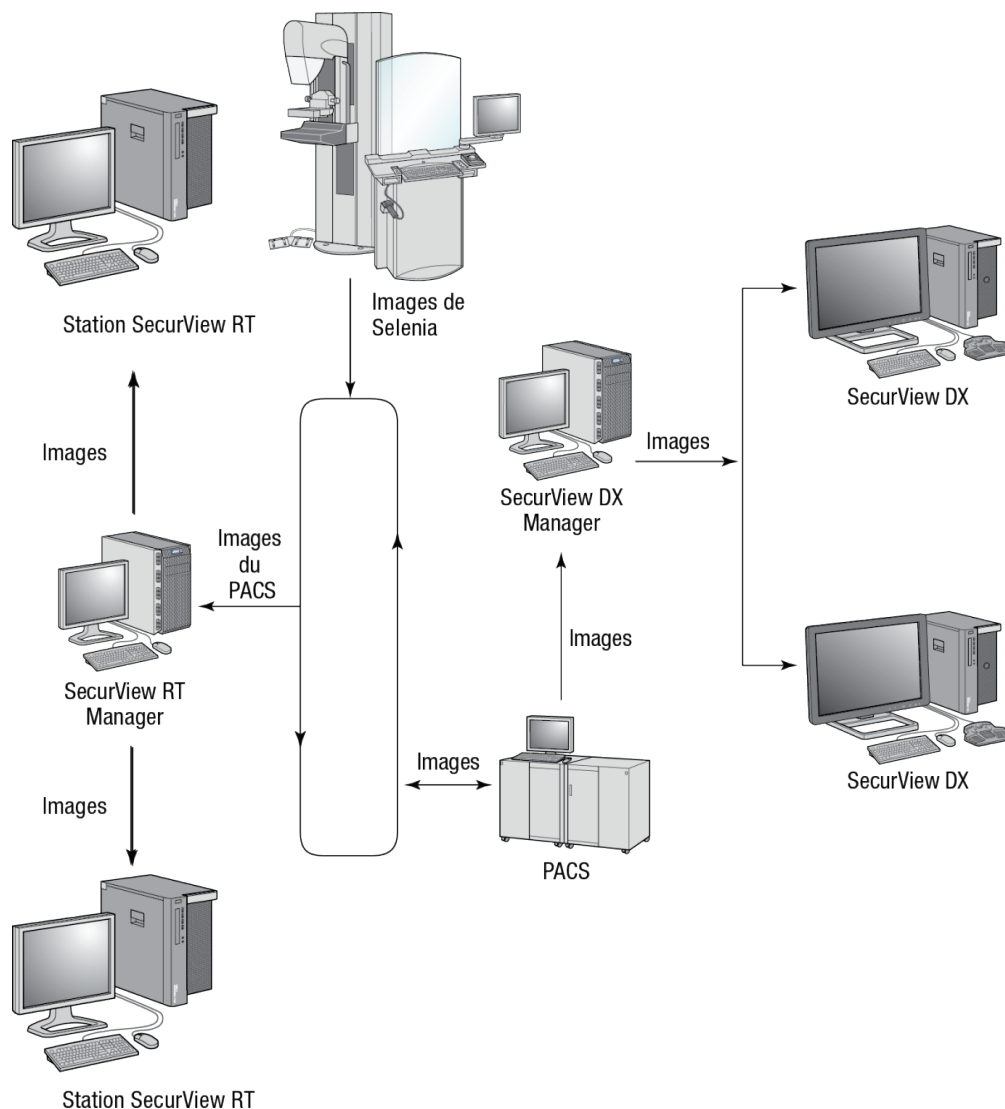 Station SecurView RT
Images de
Selenia
SecurView DX
Images
Images
SecurView DX
Manager
Images
du
PACS
Images
SecurView RT
Manager
Images
Images
SecurView DX
PACS
Station SecurView RT